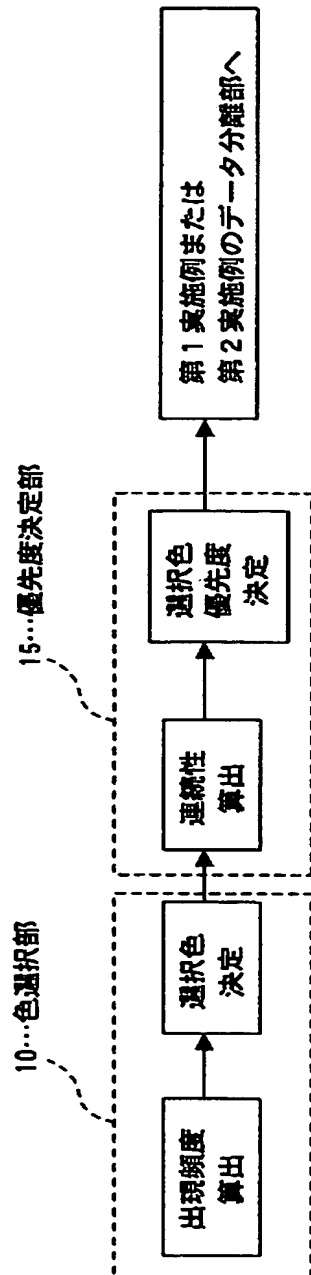 10…色選択部
出現頻度
算出
選択色
決定
15…優先度決定部
連続性
算出
選択色
優先度
決定
第1実施例または
第2実施例のデータ分離部へ